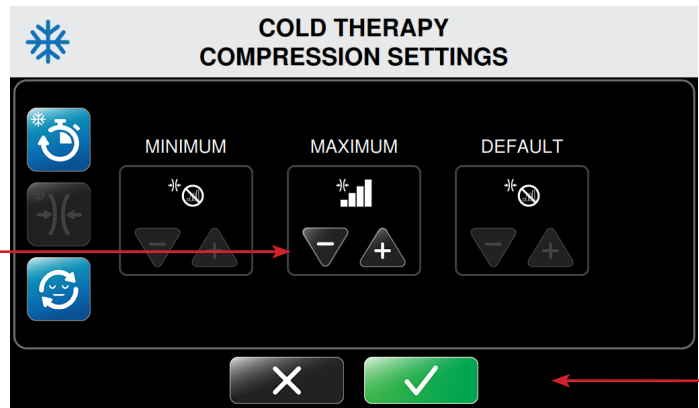 COLD THERAPY
COMPRESSION SETTINGS
MINIMUM
MAXIMUM
DEFAULT